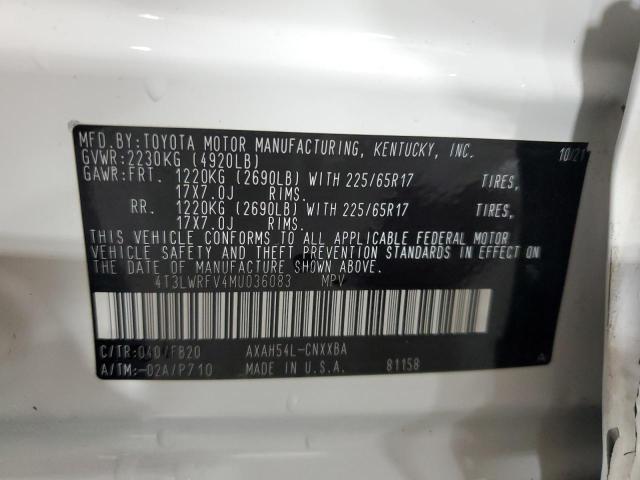 MFD.BY:TOYOTA MOTOR MANUFACTURING, KENTUCKY, INC. 10/21
GVWR:2230KG (4920LB)
GAWR:FRT. 1220KG (2690LB) WITH 225/65R17 TIRES,
17X7.0J RIMS.
RR. 1220KG (2690LB) WITH 225/65R17 TIRES,
17X7.0J RIMS.
THIS VEHICLE CONFORMS TO ALL APPLICABLE FEDERAL MOTOR
VEHICLE SAFETY AND THEFT PREVENTION STANDARDS IN EFFECT ON
THE DATE OF MANUFACTURE SHOWN ABOVE.
4T3LWRFV4MU036083 MPV
C/TR:040/FB20 AXAH54L-CNXXBA
A/TM:-02A/P710 MADE IN U.S.A. 81158